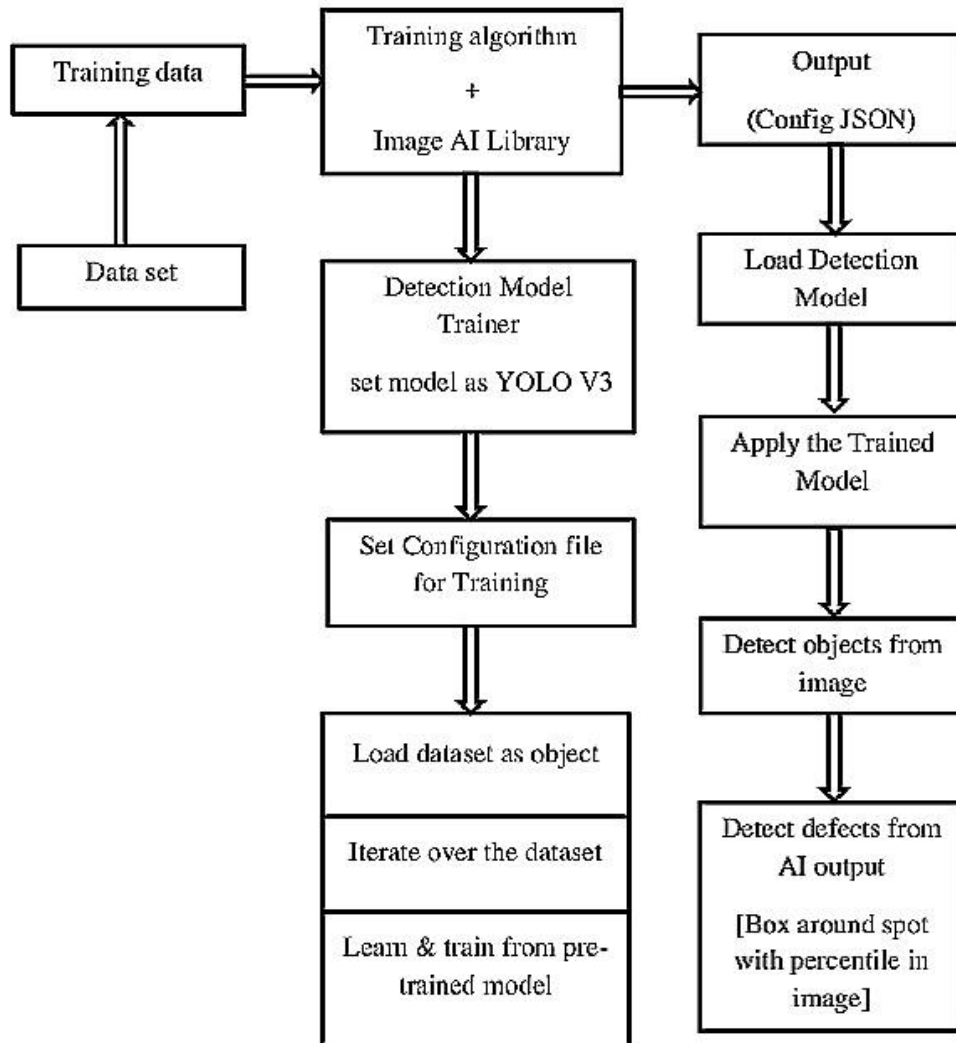 Training data
Data set
Training algorithm
+
Image AI Library
Detection Model
Trainer
set model as YOLO V3
Set Configuration file
for Training
Load dataset as object
Iterate over the dataset
Learn & train from pre-
trained model
Output
(Config JSON)
Load Detection
Model
Apply the Trained
Model
Detect objects from
image
Detect defects from
AI output
[Box around spot
with percentile in
image]